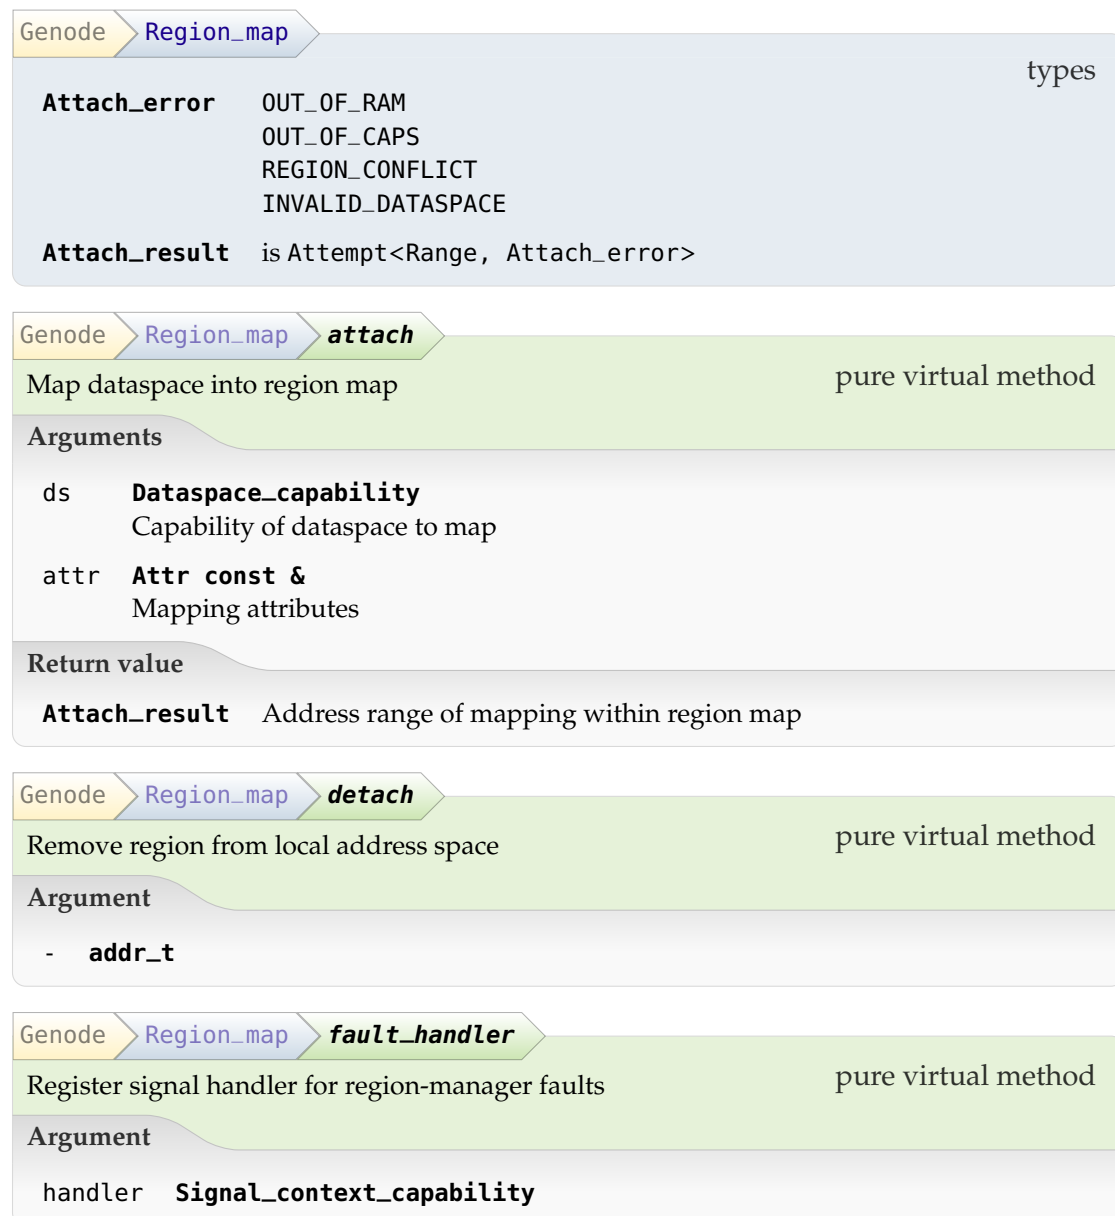 Genode Region_map
types
Attach_error OUT_OF_RAM
OUT_OF_CAPS
REGION_CONFLICT
INVALID_DATASPACE
Attach_result is Attempt<Range, Attach_error>
Genode Region_map attach
Map dataspace into region map pure virtual method
Arguments
ds Dataspace_capability
Capability of dataspace to map
attr Attr const &
Mapping attributes
Return value
Attach_result Address range of mapping within region map
Genode Region_map detach
Remove region from local address space pure virtual method
Argument
- addr_t
Genode Region_map fault_handler
Register signal handler for region-manager faults pure virtual method
Argument
handler Signal_context_capability